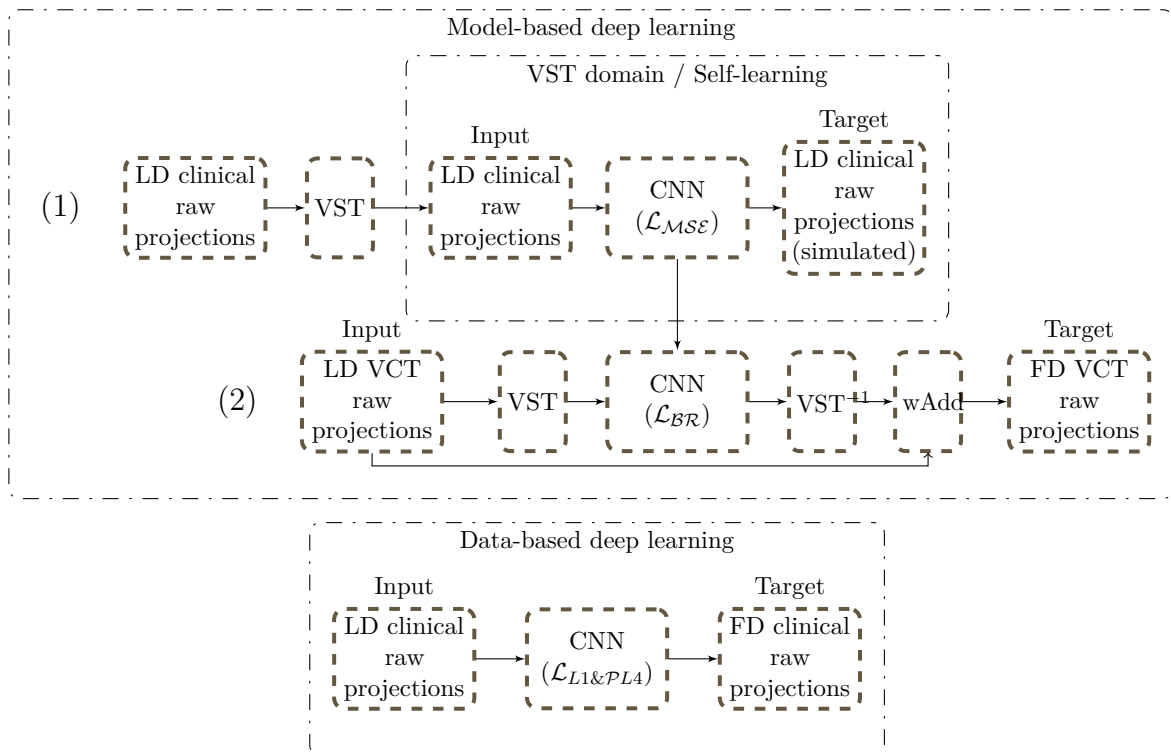 Model-based deep learning
VST domain / Self-learning
Input
Target
(1)
LD clinical
raw
projections
VST
LD clinical
raw
projections
CNN
(ℒ_ℳ𝒮ℰ)
LD clinical
raw
projections
(simulated)
Input
Target
(2)
LD VCT
raw
projections
VST
CNN
(ℒ_ℬℛ)
VST⁻¹
wAdd
FD VCT
raw
projections
Data-based deep learning
Input
Target
LD clinical
raw
projections
CNN
(ℒ_L1&𝒫L4)
FD clinical
raw
projections